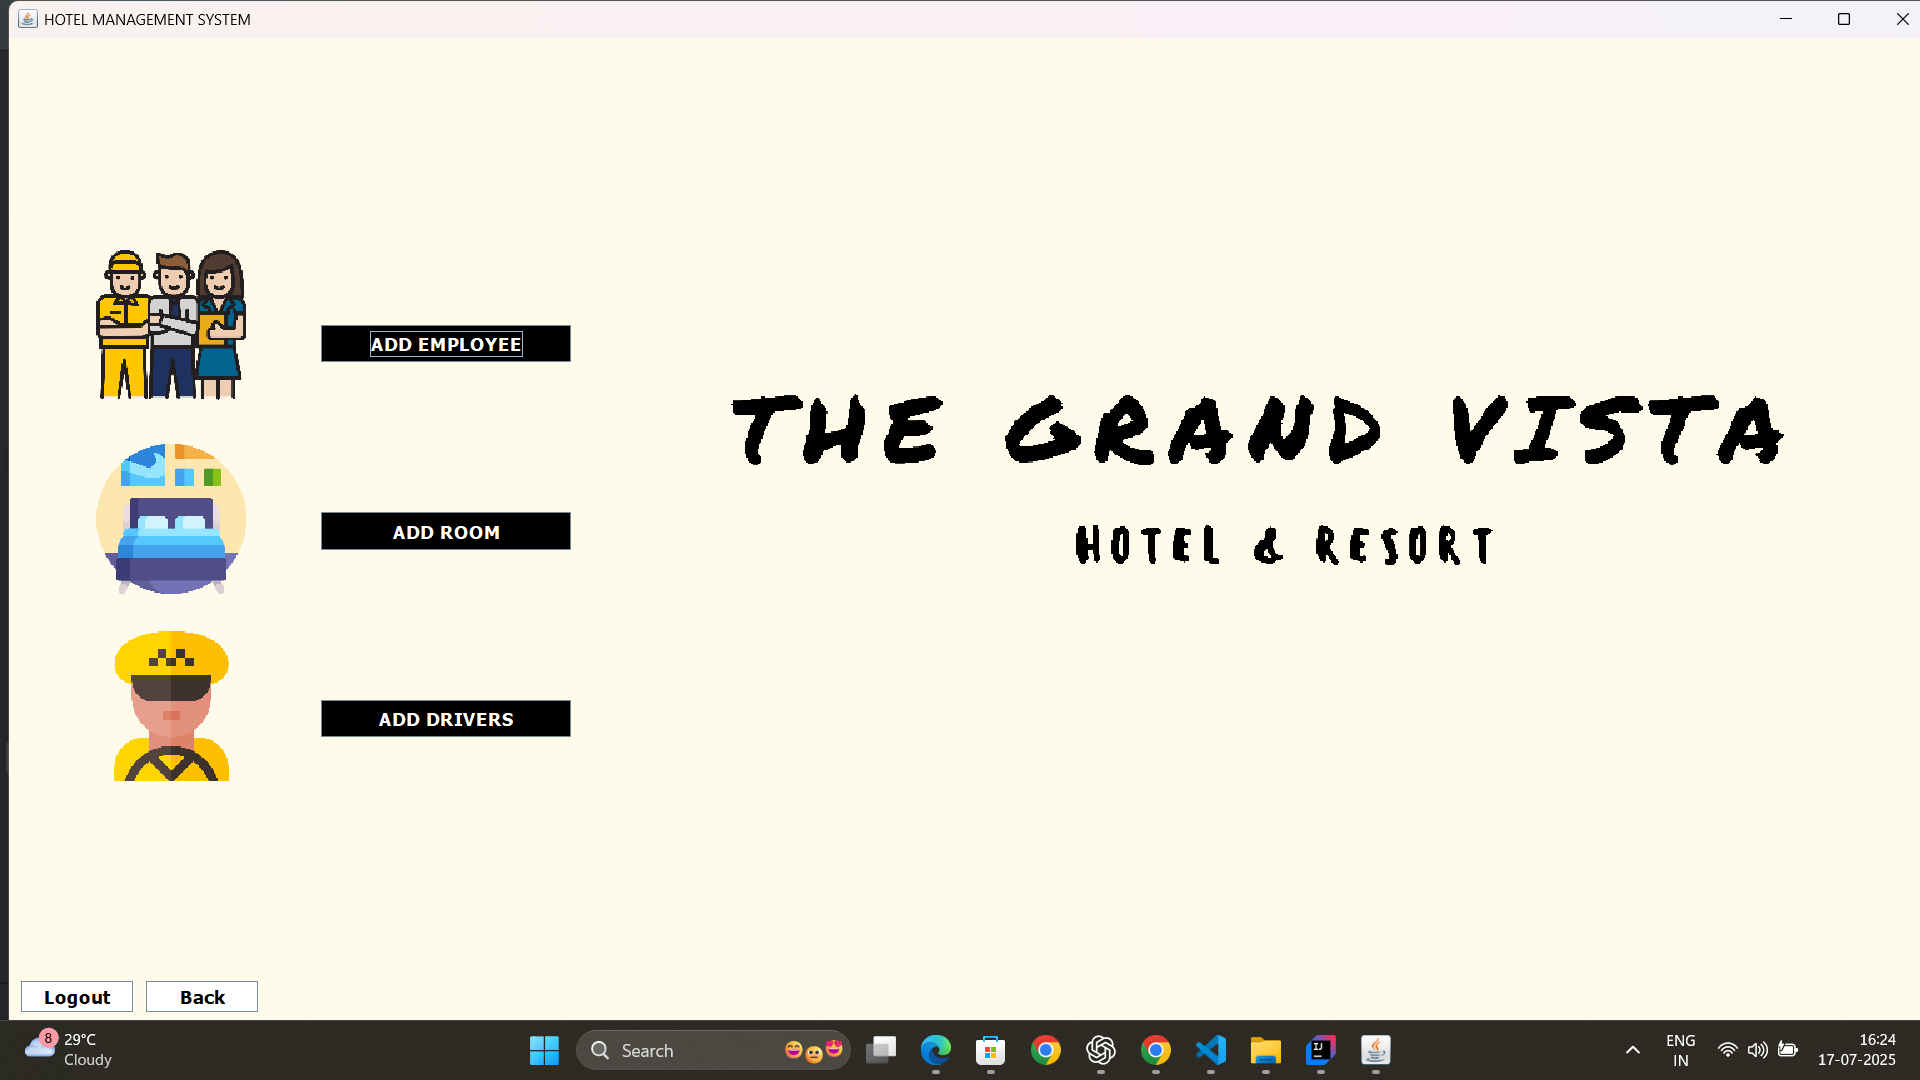 HOTEL MANAGEMENT SYSTEM
ADD EMPLOYEE
THE GRAND VISTA
HOTEL & RESORT
ADD ROOM
ADD DRIVERS
Logout
Back
8
29°C
Cloudy
Search
IJ
ENG
IN
16:24
17-07-2025